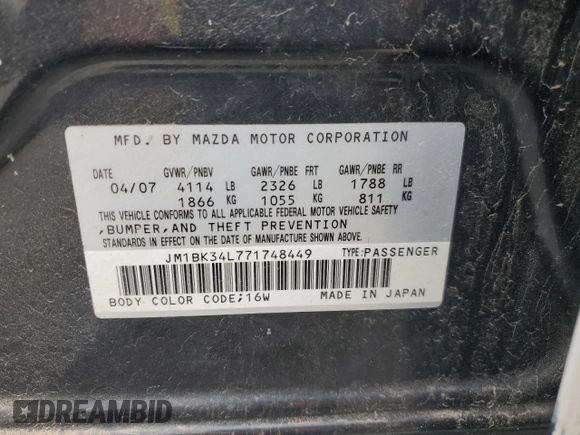 MFD. BY MAZDA MOTOR CORPORATION
DATE GVWR/PNBV GAWR/PNBE FRT GAWR/PNBE RR
04/07 4114 LB 2326 LB 1788 LB
1866 KG 1055 KG 811 KG
THIS VEHICLE CONFORMS TO ALL APPLICABLE FEDERAL MOTOR VEHICLE SAFETY
,BUMPER,AND THEFT PREVENTION
STANDARDS IN EFFECT ON THE DATE OF MANUFACTURE SHOWN ABOVE.
JM1BK34L771748449 TYPE:PASSENGER
BODY COLOR CODE;16W MADE IN JAPAN
DREAMBID